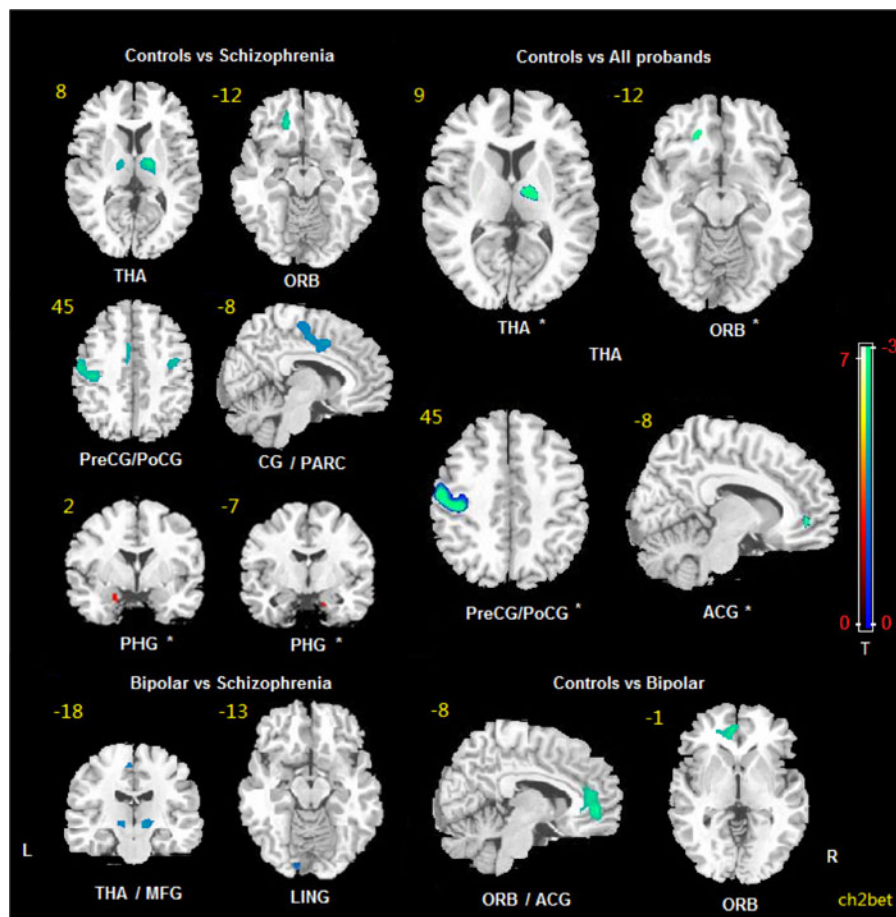 Controls vs Schizophrenia
8
-12
THA
ORB
45
-8
PreCG/PoCG
CG / PARC
2
-7
PHG *
PHG *
Controls vs All probands
9
-12
THA *
ORB *
THA
45
-8
PreCG/PoCG *
ACG *
7
-3
0
0
T
Bipolar vs Schizophrenia
-18
-13
L
THA / MFG
LING
Controls vs Bipolar
-8
-1
R
ORB / ACG
ORB
ch2bet